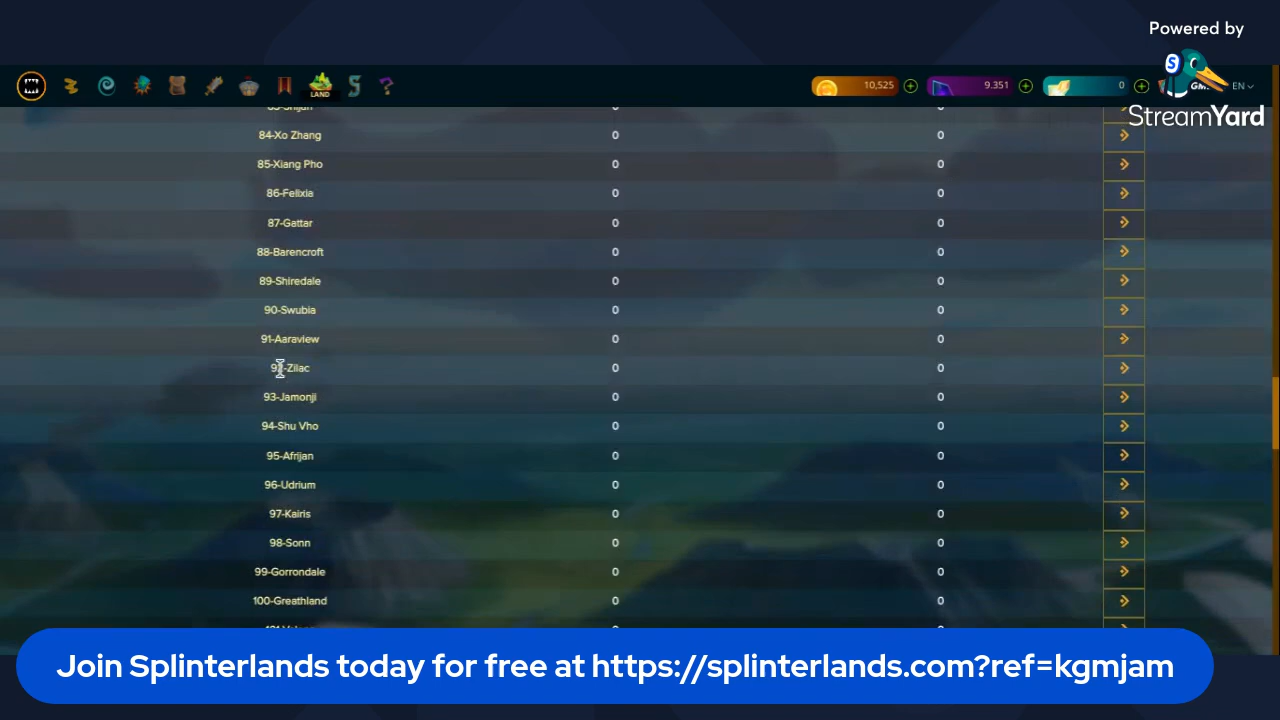 Powered by
StreamYard
LAND
10,525
9.351
0
EN
84-Xo Zhang 0 0
85-Xiang Pho 0 0
86-Felixia 0 0
87-Gattar 0 0
88-Barencroft 0 0
89-Shiredale 0 0
90-Swubia 0 0
91-Aaraview 0 0
92-Zilac 0 0
93-Jamonji 0 0
94-Shu Vho 0 0
95-Afrijan 0 0
96-Udrium 0 0
97-Kairis 0 0
98-Sonn 0 0
99-Gorrondale 0 0
100-Greathland 0 0
Join Splinterlands today for free at https://splinterlands.com?ref=kgmjam